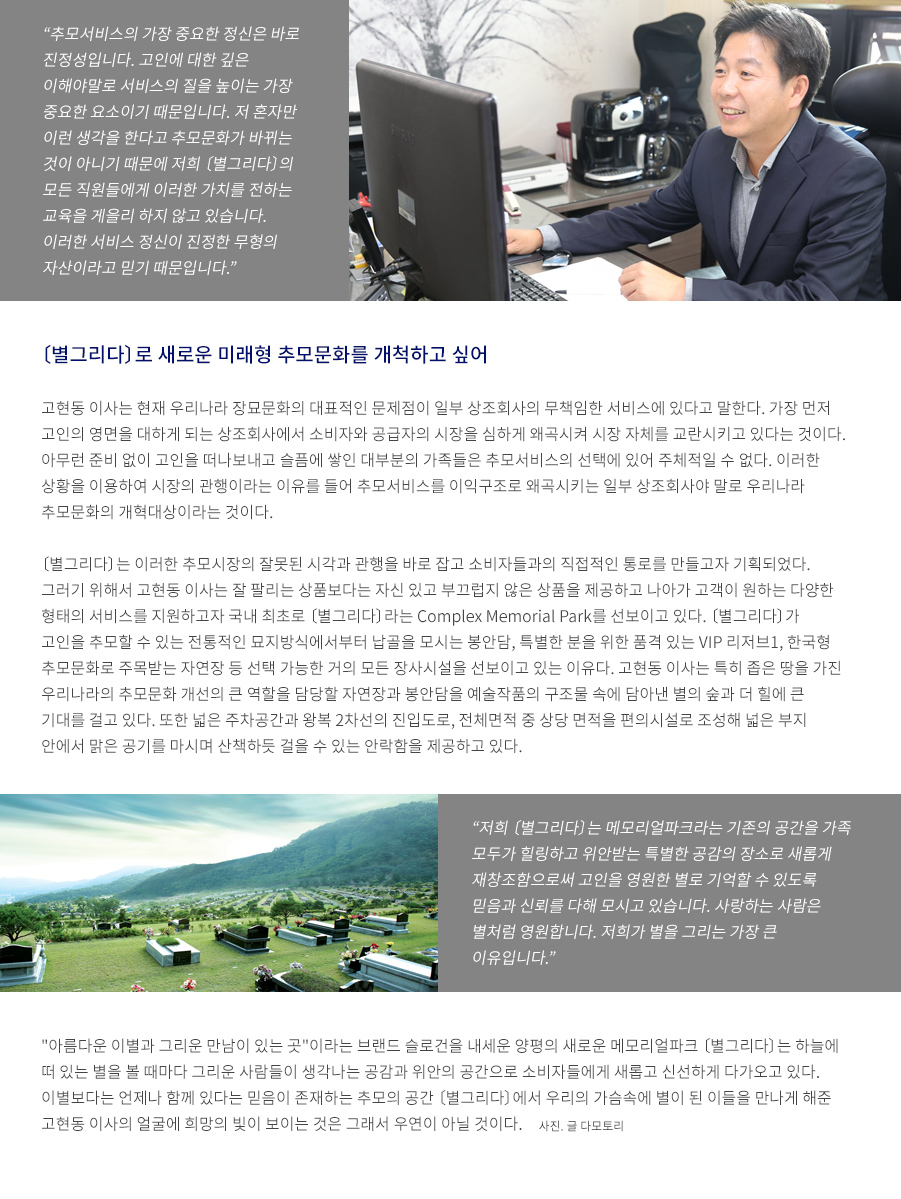 “추모서비스의 가장 중요한 정신은 바로
진정성입니다. 고인에 대한 깊은
이해야말로 서비스의 질을 높이는 가장
중요한 요소이기 때문입니다. 저 혼자만
이런 생각을 한다고 추모문화가 바뀌는
것이 아니기 때문에 저희 〔별그리다〕의
모든 직원들에게 이러한 가치를 전하는
교육을 게을리 하지 않고 있습니다.
이러한 서비스 정신이 진정한 무형의
자산이라고 믿기 때문입니다.”
〔별그리다〕로 새로운 미래형 추모문화를 개척하고 싶어
고현동 이사는 현재 우리나라 장묘문화의 대표적인 문제점이 일부 상조회사의 무책임한 서비스에 있다고 말한다. 가장 먼저
고인의 영면을 대하게 되는 상조회사에서 소비자와 공급자의 시장을 심하게 왜곡시켜 시장 자체를 교란시키고 있다는 것이다.
아무런 준비 없이 고인을 떠나보내고 슬픔에 쌓인 대부분의 가족들은 추모서비스의 선택에 있어 주체적일 수 없다. 이러한
상황을 이용하여 시장의 관행이라는 이유를 들어 추모서비스를 이익구조로 왜곡시키는 일부 상조회사야 말로 우리나라
추모문화의 개혁대상이라는 것이다.
〔별그리다〕는 이러한 추모시장의 잘못된 시각과 관행을 바로 잡고 소비자들과의 직접적인 통로를 만들고자 기획되었다.
그러기 위해서 고현동 이사는 잘 팔리는 상품보다는 자신 있고 부끄럽지 않은 상품을 제공하고 나아가 고객이 원하는 다양한
형태의 서비스를 지원하고자 국내 최초로 〔별그리다〕라는 Complex Memorial Park를 선보이고 있다. 〔별그리다〕가
고인을 추모할 수 있는 전통적인 묘지방식에서부터 납골을 모시는 봉안담, 특별한 분을 위한 품격 있는 VIP 리저브1, 한국형
추모문화로 주목받는 자연장 등 선택 가능한 거의 모든 장사시설을 선보이고 있는 이유다. 고현동 이사는 특히 좁은 땅을 가진
우리나라의 추모문화 개선의 큰 역할을 담당할 자연장과 봉안담을 예술작품의 구조물 속에 담아낸 별의 숲과 더 힐에 큰
기대를 걸고 있다. 또한 넓은 주차공간과 왕복 2차선의 진입도로, 전체면적 중 상당 면적을 편의시설로 조성해 넓은 부지
안에서 맑은 공기를 마시며 산책하듯 걸을 수 있는 안락함을 제공하고 있다.
“저희 〔별그리다〕는 메모리얼파크라는 기존의 공간을 가족
모두가 힐링하고 위안받는 특별한 공감의 장소로 새롭게
재창조함으로써 고인을 영원한 별로 기억할 수 있도록
믿음과 신뢰를 다해 모시고 있습니다. 사랑하는 사람은
별처럼 영원합니다. 저희가 별을 그리는 가장 큰
이유입니다.”
"아름다운 이별과 그리운 만남이 있는 곳"이라는 브랜드 슬로건을 내세운 양평의 새로운 메모리얼파크 〔별그리다〕는 하늘에
떠 있는 별을 볼 때마다 그리운 사람들이 생각나는 공감과 위안의 공간으로 소비자들에게 새롭고 신선하게 다가오고 있다.
이별보다는 언제나 함께 있다는 믿음이 존재하는 추모의 공간 〔별그리다〕에서 우리의 가슴속에 별이 된 이들을 만나게 해준
고현동 이사의 얼굴에 희망의 빛이 보이는 것은 그래서 우연이 아닐 것이다. 사진. 글 다모토리